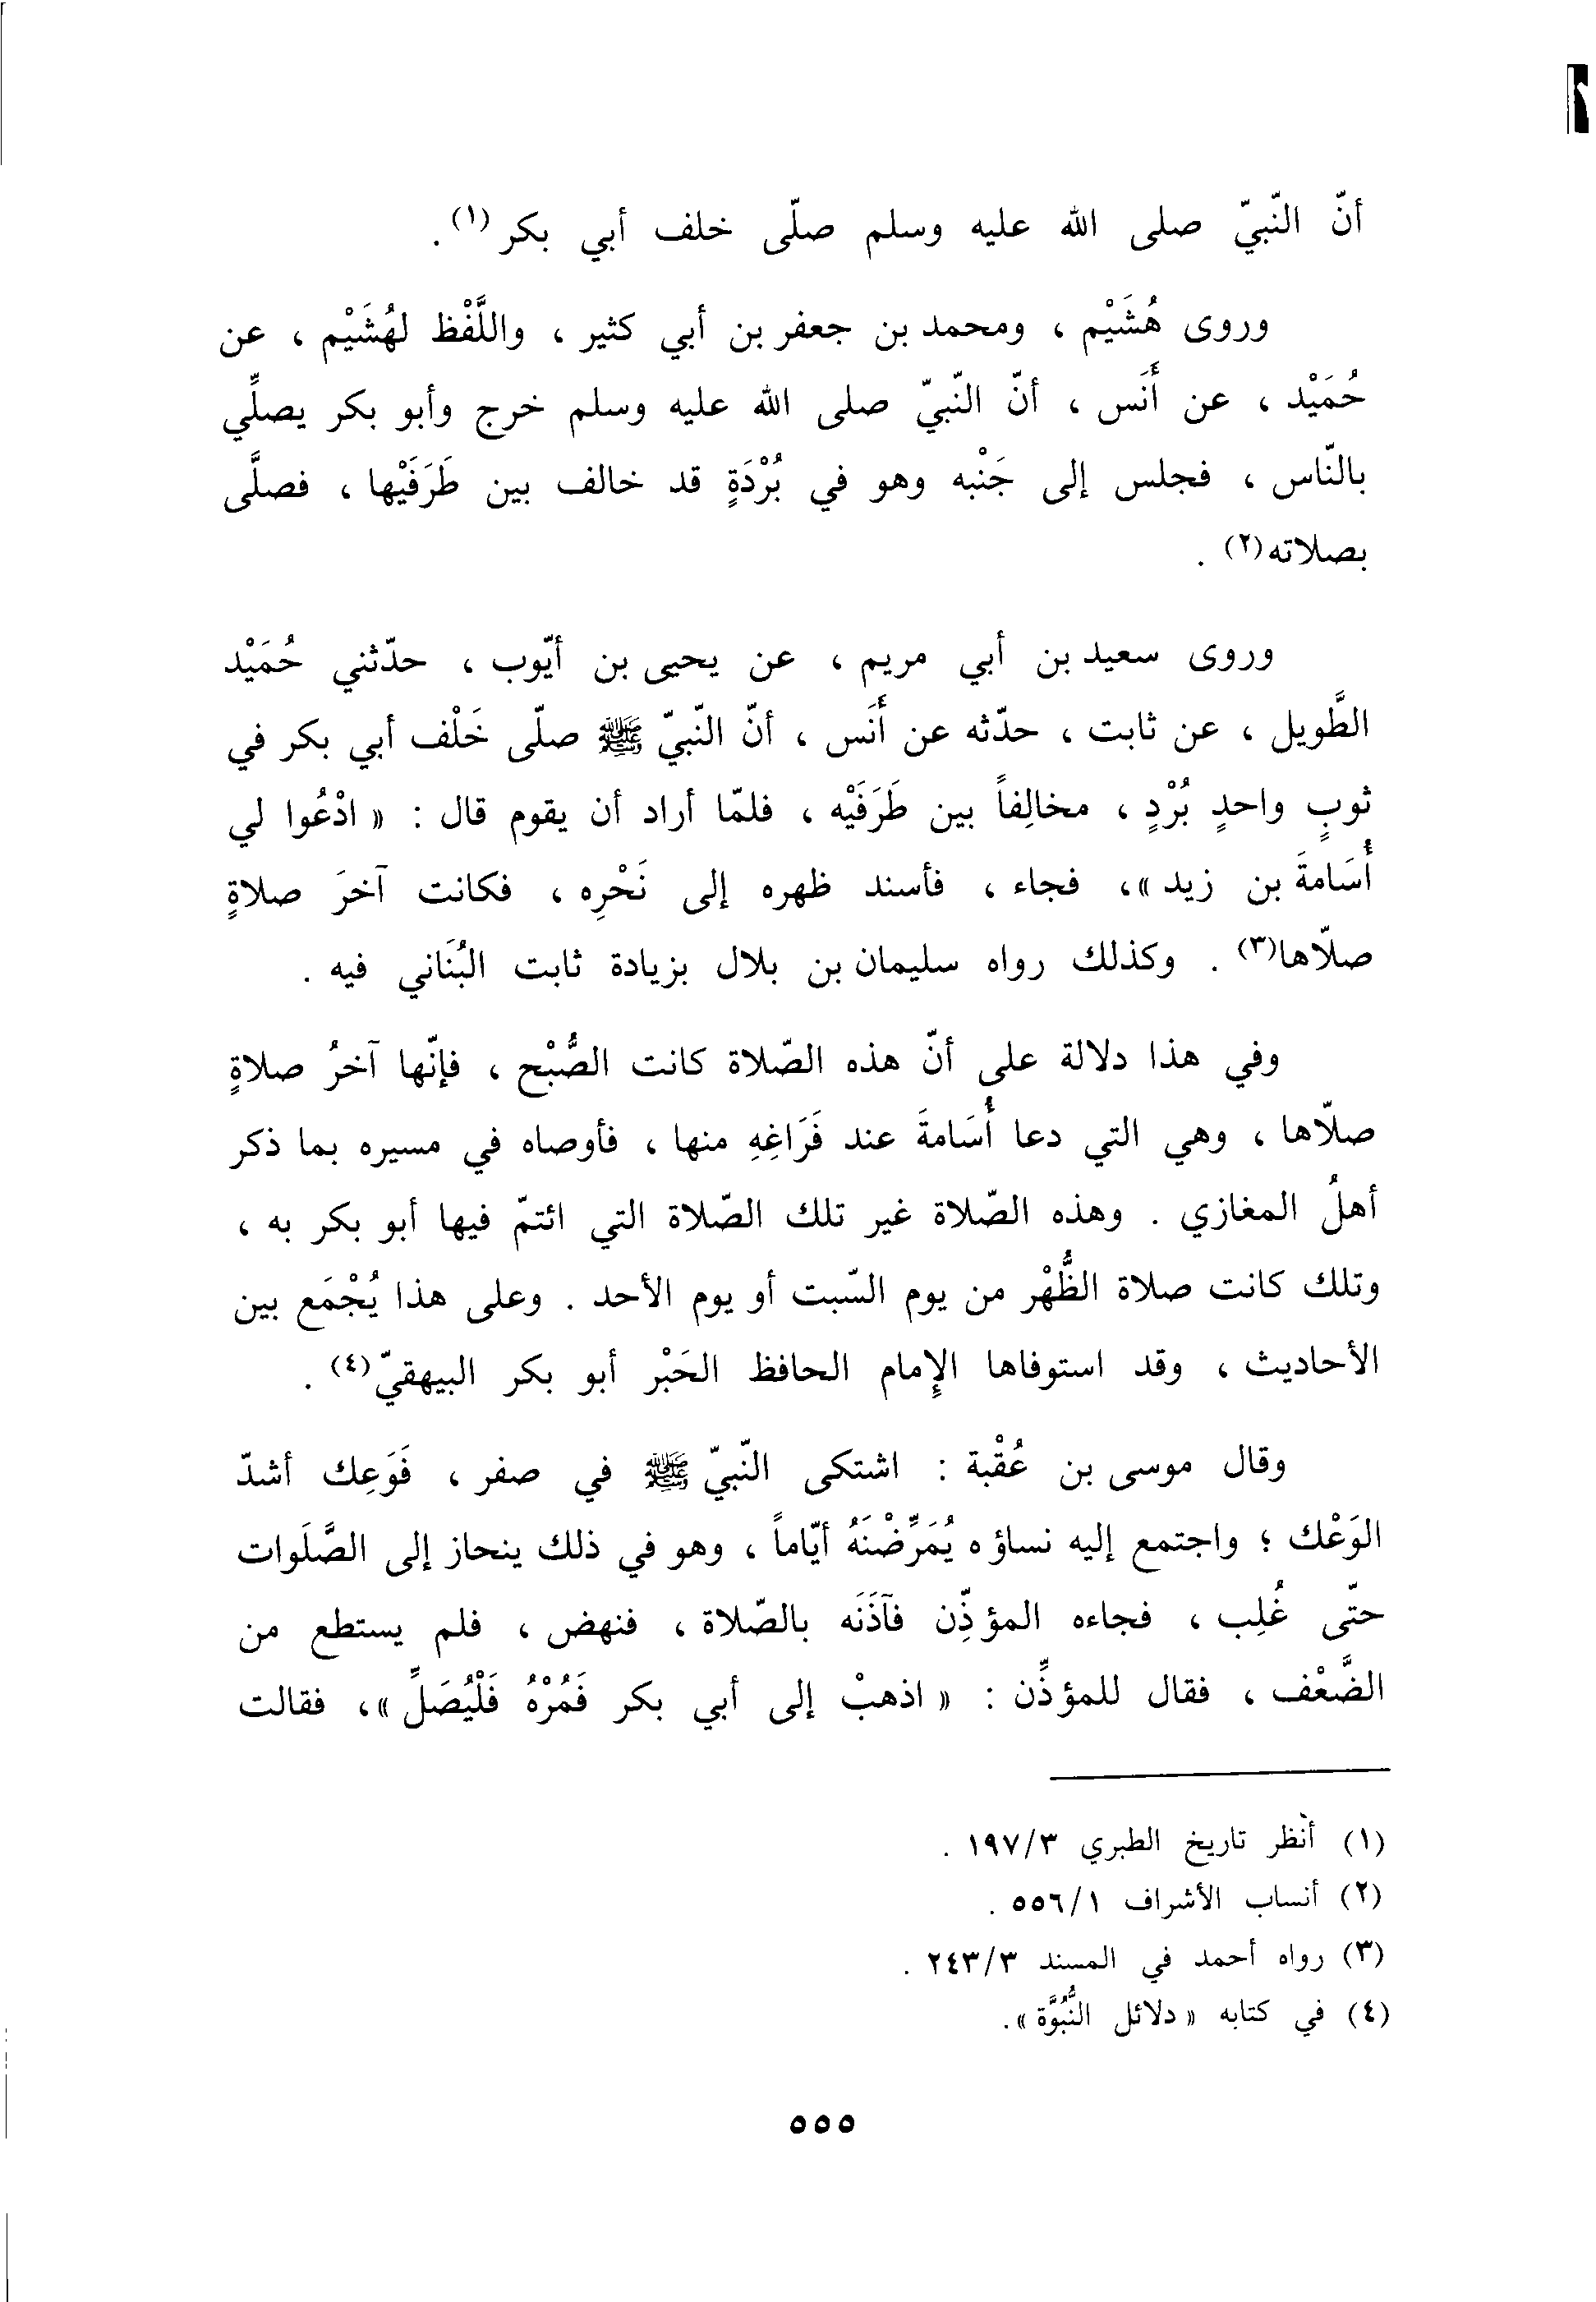 أنّ النّبيّ صلى الله عليه وسلم صلّى خلف أبي بكر (١) .
وروى هُشَيْم ، ومحمد بن جعفر بن أبي كثير ، واللَّفْظ لهُشَيْم ، عن
حُمَيْد ، عن أَنَس ، أنّ النّبيّ صلى الله عليه وسلم خرج وأبو بكر يصلِّي
بالنّاس ، فجلس إلى جَنْبه وهو في بُرْدَةٍ قد خالف بين طَرَفَيْها ، فصلَّى
بصلاته (٢) .
وروى سعيد بن أبي مريم ، عن يحيى بن أيّوب ، حدّثني حُمَيْد
الطَّويل ، عن ثابت ، حدّثه عن أَنَس ، أنّ النّبيّ ﷺ صلّى خَلْف أبي بكر في
ثوبٍ واحدٍ بُرْدٍ ، مخالِفاً بين طَرَفَيْه ، فلمّا أراد أن يقوم قال : « ادْعُوا لي
أُسَامةَ بن زيد »، فجاء ، فأسند ظهره إلى نَحْرِه ، فكانت آخرَ صلاةٍ
صلّاها (٣) . وكذلك رواه سليمان بن بلال بزيادة ثابت البُنَاني فيه .
وفي هذا دلالة على أنّ هذه الصّلاة كانت الصُّبْح ، فإنّها آخرُ صلاةٍ
صلّاها ، وهي التي دعا أُسَامةَ عند فَرَاغِهِ منها ، فأوصاه في مسيره بما ذكر
أهلُ المغازي . وهذه الصّلاة غير تلك الصّلاة التي ائتمّ فيها أبو بكر به ،
وتلك كانت صلاة الظُّهْر من يوم السّبت أو يوم الأحد . وعلى هذا يُجْمَع بين
الأحاديث ، وقد استوفاها الإمام الحافظ الحَبْر أبو بكر البيهقيّ (٤) .
وقال موسى بن عُقْبة : اشتكى النّبيّ ﷺ في صفر ، فَوَعِك أشدّ
الوَعْك ؛ واجتمع إليه نساؤه يُمَرِّضْنَهُ أيّاماً ، وهو في ذلك ينحاز إلى الصَّلَوات
حتّى غُلِب ، فجاءه المؤذِّن فآذَنَه بالصّلاة ، فنهض ، فلم يستطع من
الضَّعْف ، فقال للمؤذِّن : « اذهبْ إلى أبي بكر فَمُرْهُ فَلْيُصَلِّ »، فقالت
(١) أنظر تاريخ الطبري ٣/١٩٧ .
(٢) أنساب الأشراف ١/٥٥٦ .
(٣) رواه أحمد في المسند ٣/٢٤٣ .
(٤) في كتابه « دلائل النُّبُوَّة ».
٥٥٥